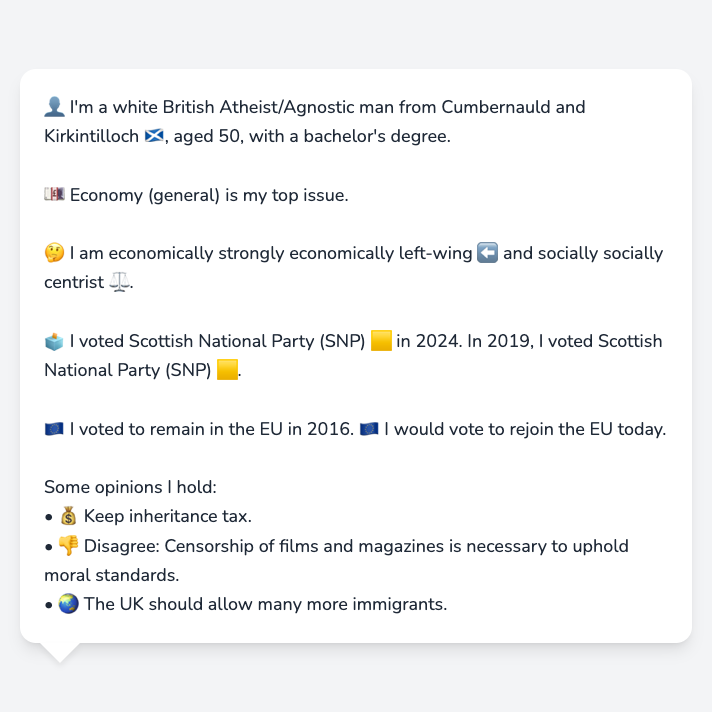 👤 I'm a white British Atheist/Agnostic man from Cumbernauld and
Kirkintilloch 🏴󠁧󠁢󠁳󠁣󠁴󠁿, aged 50, with a bachelor's degree.
💷 Economy (general) is my top issue.
🤔 I am economically strongly economically left-wing ⬅️ and socially socially
centrist ⚖️.
🗳️ I voted Scottish National Party (SNP) 🟨 in 2024. In 2019, I voted Scottish
National Party (SNP) 🟨.
🇪🇺 I voted to remain in the EU in 2016. 🇪🇺 I would vote to rejoin the EU today.
Some opinions I hold:
• 💰 Keep inheritance tax.
• 👎 Disagree: Censorship of films and magazines is necessary to uphold
moral standards.
• 🌏 The UK should allow many more immigrants.